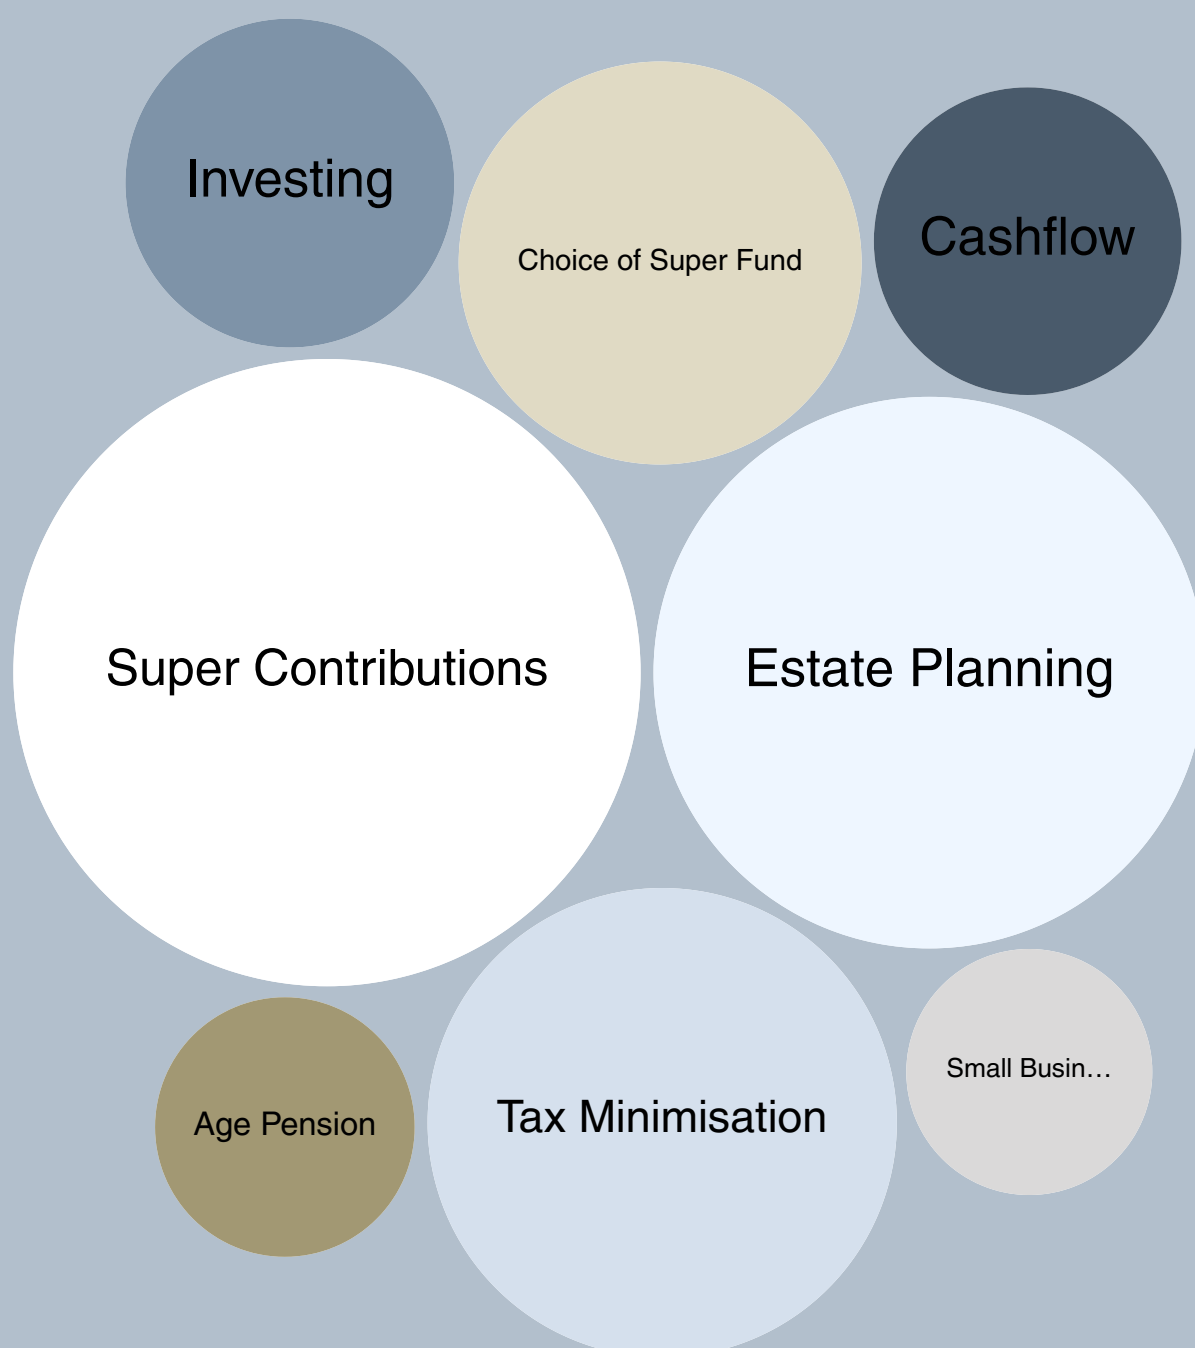 Investing
Choice of Super Fund
Cashflow
Super Contributions
Estate Planning
Age Pension
Tax Minimisation
Small Busin...